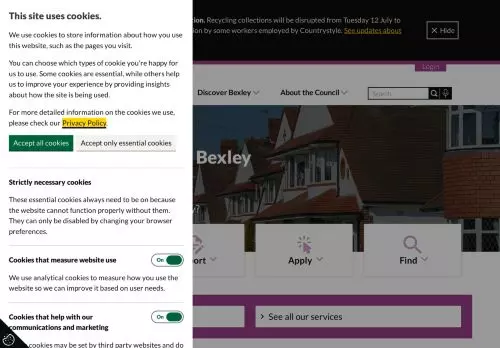 This site uses cookies.
We use cookies to store information about how you use
this website, such as the pages you visit.
You can choose which types of cookie you're happy for
us to use. Some cookies are essential, while others help
us to improve your experience by providing insights
about how the site is being used.
For more detailed information on the cookies we use,
please check our Privacy Policy.
Accept all cookies Accept only essential cookies
Strictly necessary cookies
These essential cookies always need to be on because
the website cannot function properly without them.
They can only be disabled by changing your browser
preferences.
Cookies that measure website use On
We use analytical cookies to measure how you use the
website so we can improve it based on user needs.
Cookies that help with our On
communications and marketing
cookies may be set by third party websites and do
Recycling collections will be disrupted from Tuesday 12 July to
by some workers employed by Countrystyle. See updates about
× Hide
Login
Discover Bexley About the Council Search
Bexley
?
Apply Find
See all our services